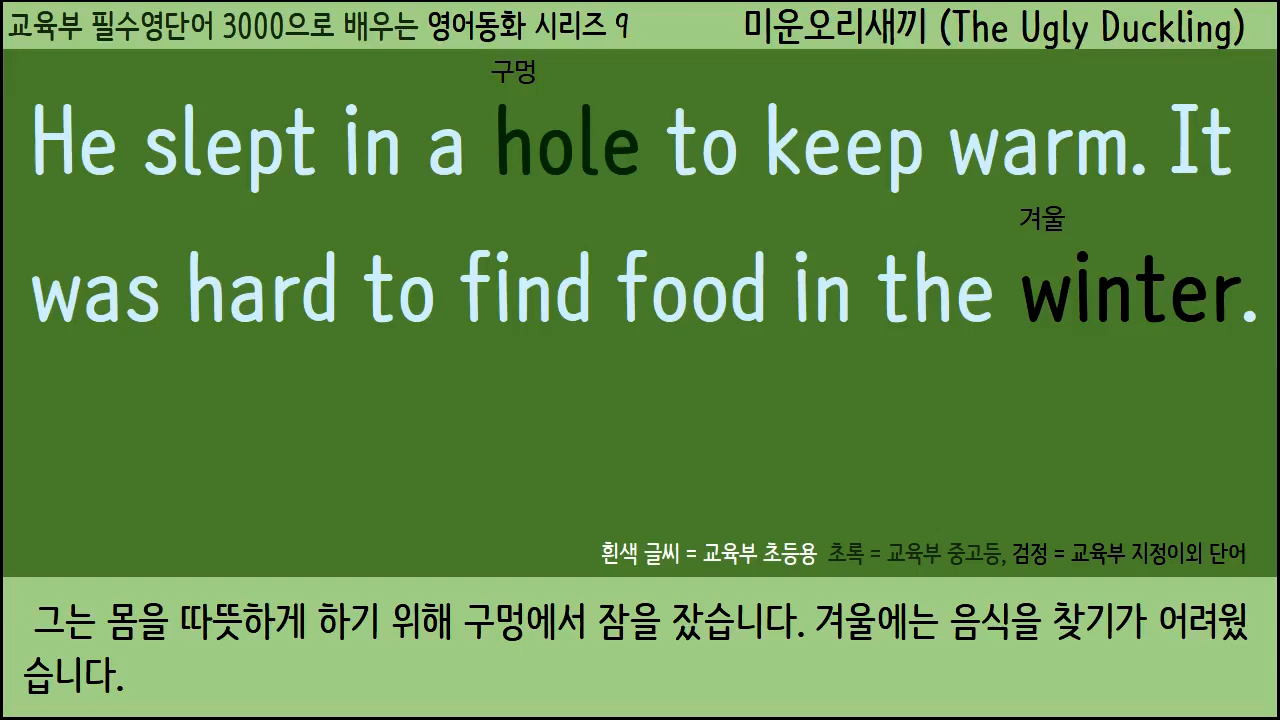 교육부 필수영단어 3000으로 배우는 영어동화 시리즈 9
미운오리새끼 (The Ugly Duckling)
구멍
He slept in a hole to keep warm. It
겨울
was hard to find food in the winter.
흰색 글씨 = 교육부 초등용 초록 = 교육부 중고등, 검정 = 교육부 지정이외 단어
그는 몸을 따뜻하게 하기 위해 구멍에서 잠을 잤습니다. 겨울에는 음식을 찾기가 어려웠
습니다.